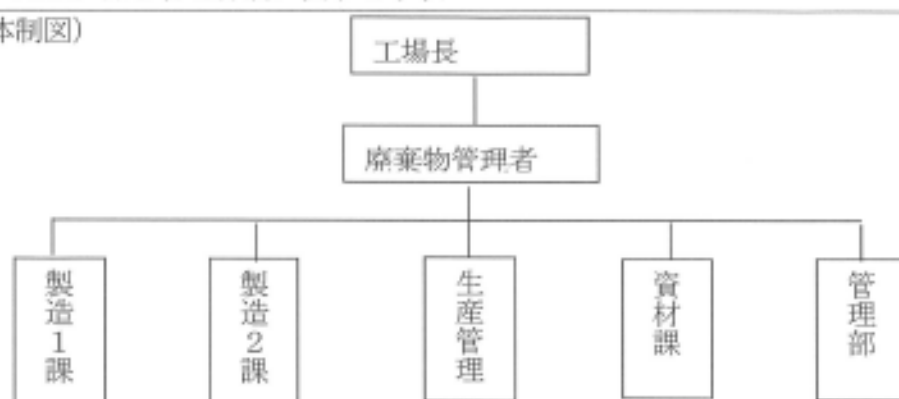 体制図)
工場長
廃棄物管理者
製造1課
製造2課
生産管理
資材課
管理部